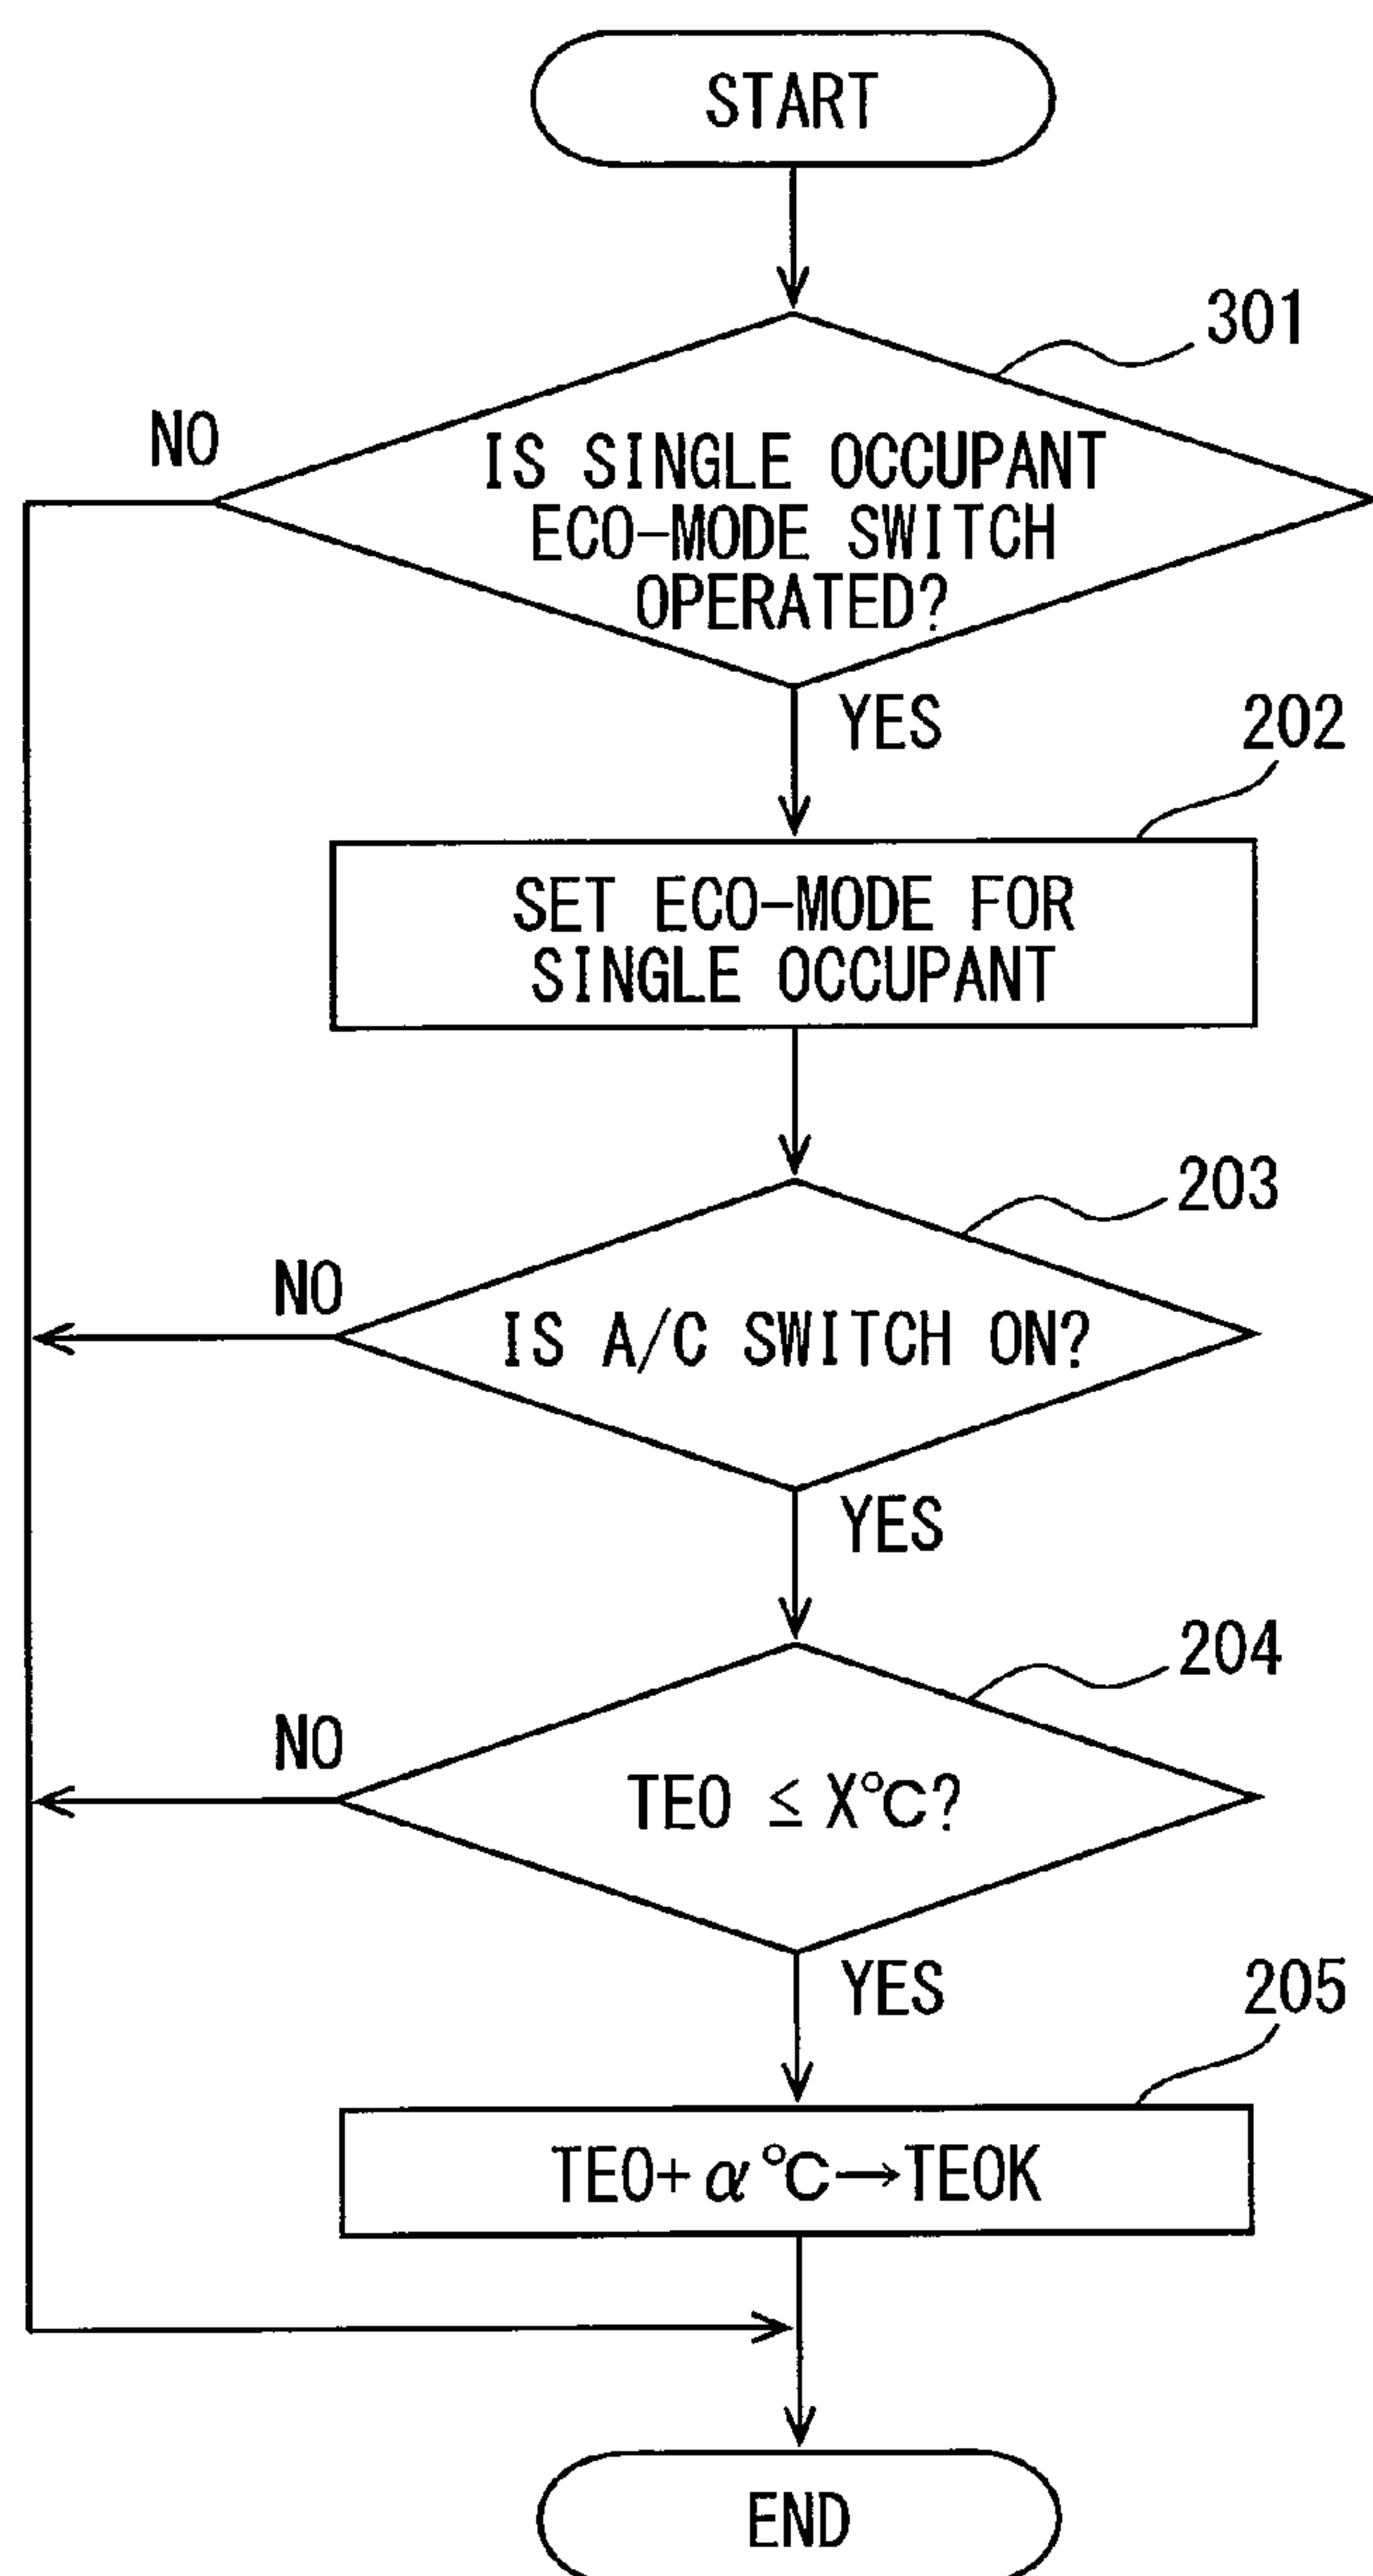 START
301
NO
IS SINGLE OCCUPANT
ECO-MODE SWITCH
OPERATED?
YES
202
SET ECO-MODE FOR
SINGLE OCCUPANT
203
NO
IS A/C SWITCH ON?
YES
204
NO
TEO ≤ X°C?
YES
205
TEO+α°C→TEOK
END